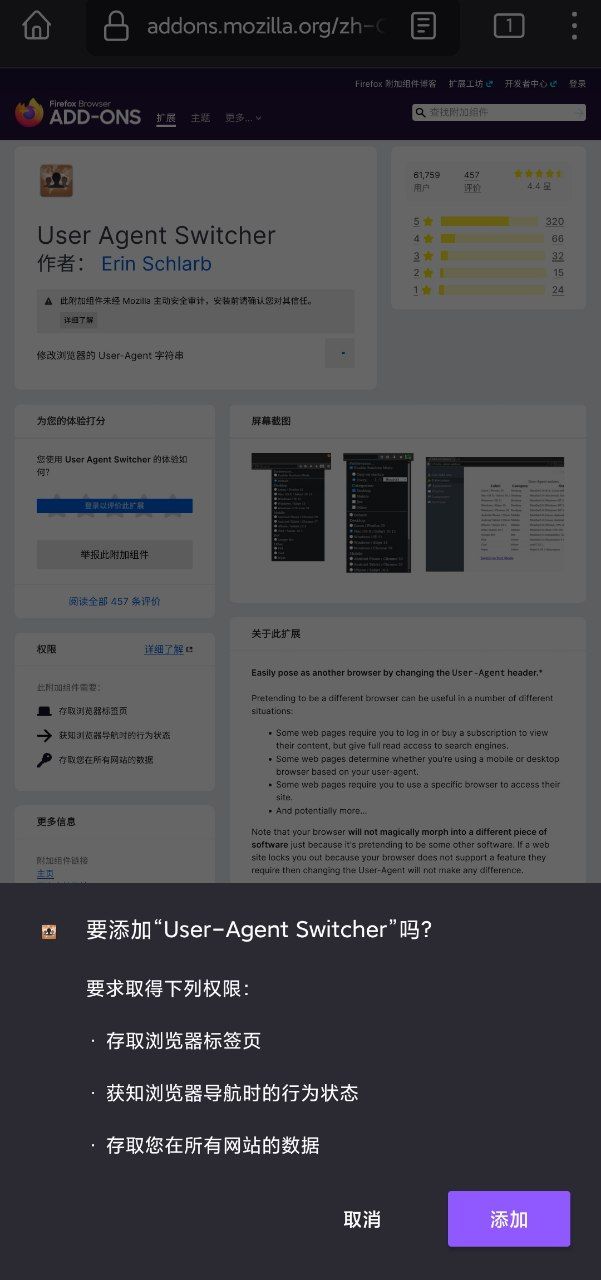 addons.mozilla.org/zh-C
1
Firefox 附加组件博客 扩展工坊 开发者中心 登录
Firefox Browser
ADD-ONS
扩展 主题 更多...
查找附加组件
User Agent Switcher
作者： Erin Schlarb
此附加组件未经 Mozilla 主动安全审计，安装前请确认您对其信任。
详细了解
修改浏览器的 User-Agent 字符串
61,759 457
用户 评价 4.4 星
5 320
4 66
3 32
2 15
1 24
为您的体验打分
您使用 User Agent Switcher 的体验如
何？
登录以评价此扩展
举报此附加组件
阅读全部 457 条评价
权限 详细了解
此附加组件需要：
存取浏览器标签页
获知浏览器导航时的行为状态
存取您在所有网站的数据
更多信息
附加组件链接
主页
屏幕截图
关于此扩展
Easily pose as another browser by changing the User-Agent header.*
Pretending to be a different browser can be useful in a number of different
situations:
• Some web pages require you to log in or buy a subscription to view
their content, but give full read access to search engines.
• Some web pages determine whether you're using a mobile or desktop
browser based on your user-agent.
• Some web pages require you to use a specific browser to access their
site.
• And potentially more...
Note that your browser will not magically morph into a different piece of
software just because it's pretending to be some other software. If a web
site locks you out because your browser does not support a feature they
require then changing the User-Agent will not make any difference.
要添加“User-Agent Switcher”吗？
要求取得下列权限：
· 存取浏览器标签页
· 获知浏览器导航时的行为状态
· 存取您在所有网站的数据
取消 添加